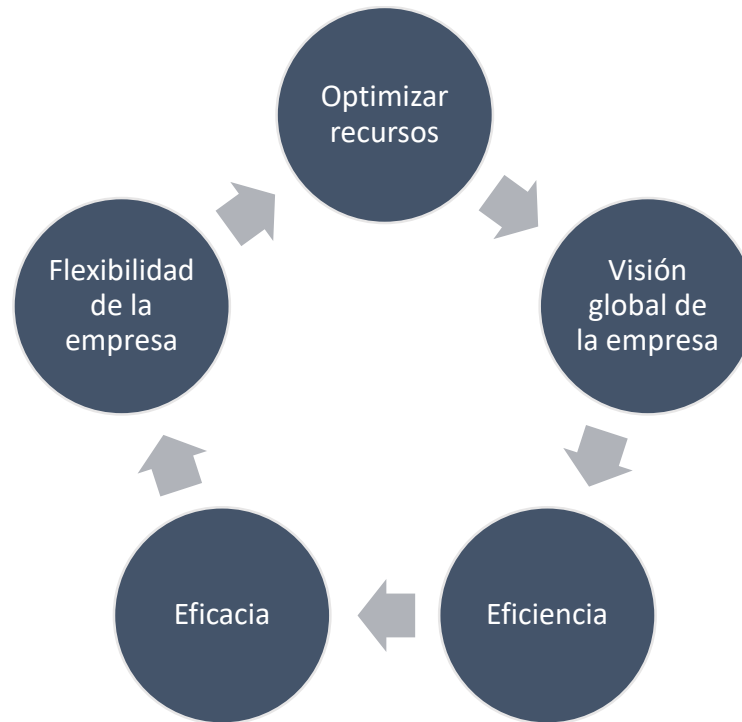 Optimizar
recursos
Visión
global de
la empresa
Eficiencia
Eficacia
Flexibilidad
de la
empresa